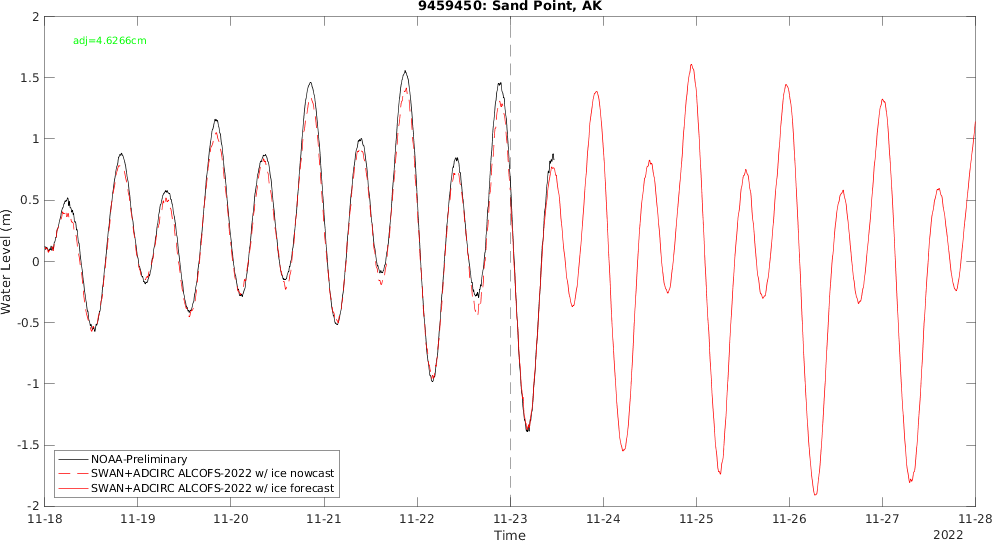 9459450: Sand Point, AK
adj=4.6266cm
2
1.5
1
0.5
0
-0.5
-1
-1.5
-2
Water Level (m)
NOAA-Preliminary
SWAN+ADCIRC ALCOFS-2022 w/ ice nowcast
SWAN+ADCIRC ALCOFS-2022 w/ ice forecast
11-18 11-19 11-20 11-21 11-22 11-23 11-24 11-25 11-26 11-27 11-28
Time
2022